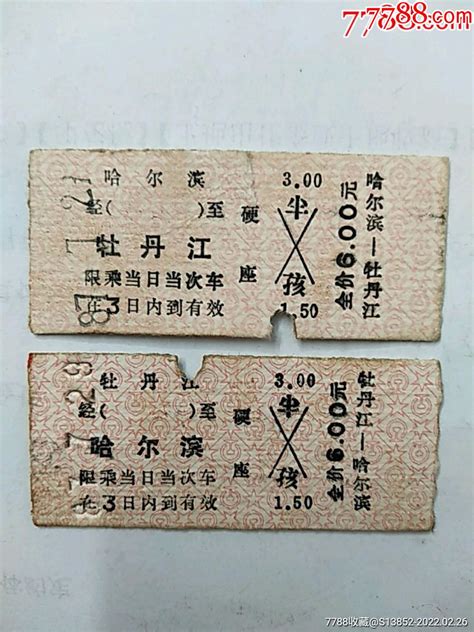 77588.com
哈尔滨 3.00
经( )至 硬 半
牡丹江 座 孩
限乘当日当次车
在3日内到有效 1.50
全价6.00元
哈尔滨—牡丹江
牡丹江 3.00
经( )至 硬 半
哈尔滨 座 孩
限乘当日当次车
在3日内到有效 1.50
全价6.00元
牡丹江—哈尔滨
7 29
7788收藏@S13852-2022.02.26